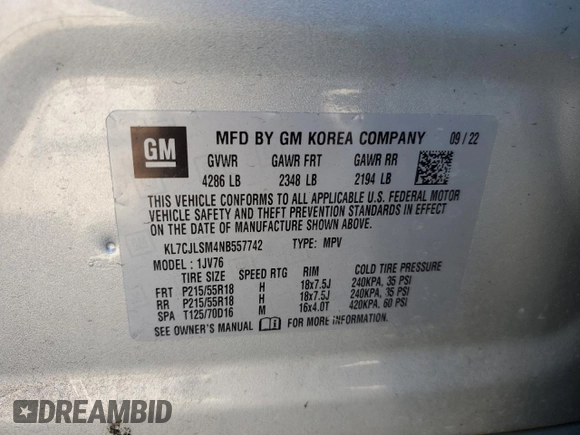 GM
MFD BY GM KOREA COMPANY 09/22
GVWR GAWR FRT GAWR RR
4286 LB 2348 LB 2194 LB
THIS VEHICLE CONFORMS TO ALL APPLICABLE U.S. FEDERAL MOTOR
VEHICLE SAFETY AND THEFT PREVENTION STANDARDS IN EFFECT
ON THE DATE OF MANUFACTURE SHOWN ABOVE.
KL7CJLSM4NB557742 TYPE: MPV
MODEL: 1JV76
TIRE SIZE SPEED RTG RIM COLD TIRE PRESSURE
FRT P215/55R18 H 18x7.5J 240KPA, 35 PSI
RR P215/55R18 H 18x7.5J 240KPA, 35 PSI
SPA T125/70D16 M 16x4.0T 420KPA, 60 PSI
SEE OWNER'S MANUAL FOR MORE INFORMATION.
DREAMBID